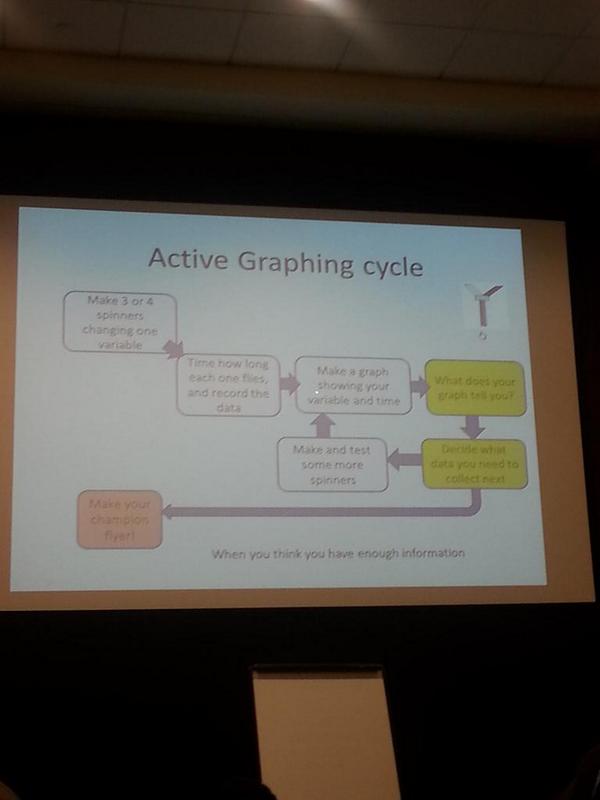 Active Graphing cycle
Make 3 or 4
spinners
changing one
variable
Time how long
each one flies,
and record the
data
Make a graph
showing your
variable and time
What does your
graph tell you?
Decide what
data you need to
collect next
Make and test
some more
spinners
Make your
champion
flyer!
When you think you have enough information